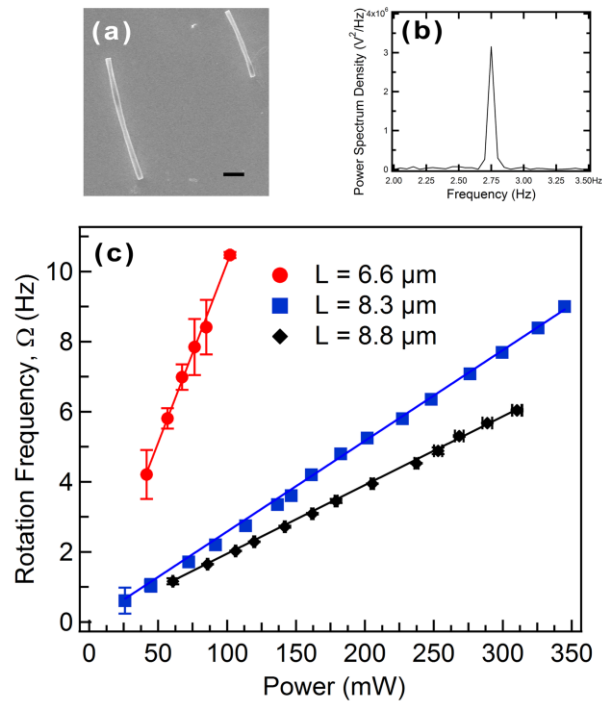 (a)
(b)
Power Spectrum Density (V²/Hz)
4x10⁶
3
2
1
0
2.00 2.25 2.50 2.75 3.00 3.25 3.50Hz
Frequency (Hz)
(c)
L = 6.6 µm
L = 8.3 µm
L = 8.8 µm
Rotation Frequency, Ω (Hz)
10
8
6
4
2
0
0 50 100 150 200 250 300 350
Power (mW)